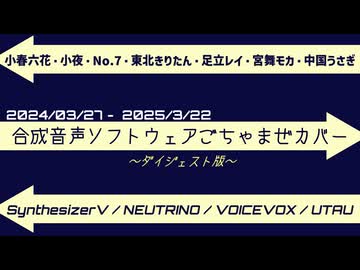 小春六花・小夜・No.7・東北きりたん・足立レイ・宮舞モカ・中国うさぎ
2024/03/27 - 2025/3/22
合成音声ソフトウェアごちゃまぜカバー
～ダイジェスト版～
SynthesizerV / NEUTRINO / VOICEVOX / UTAU